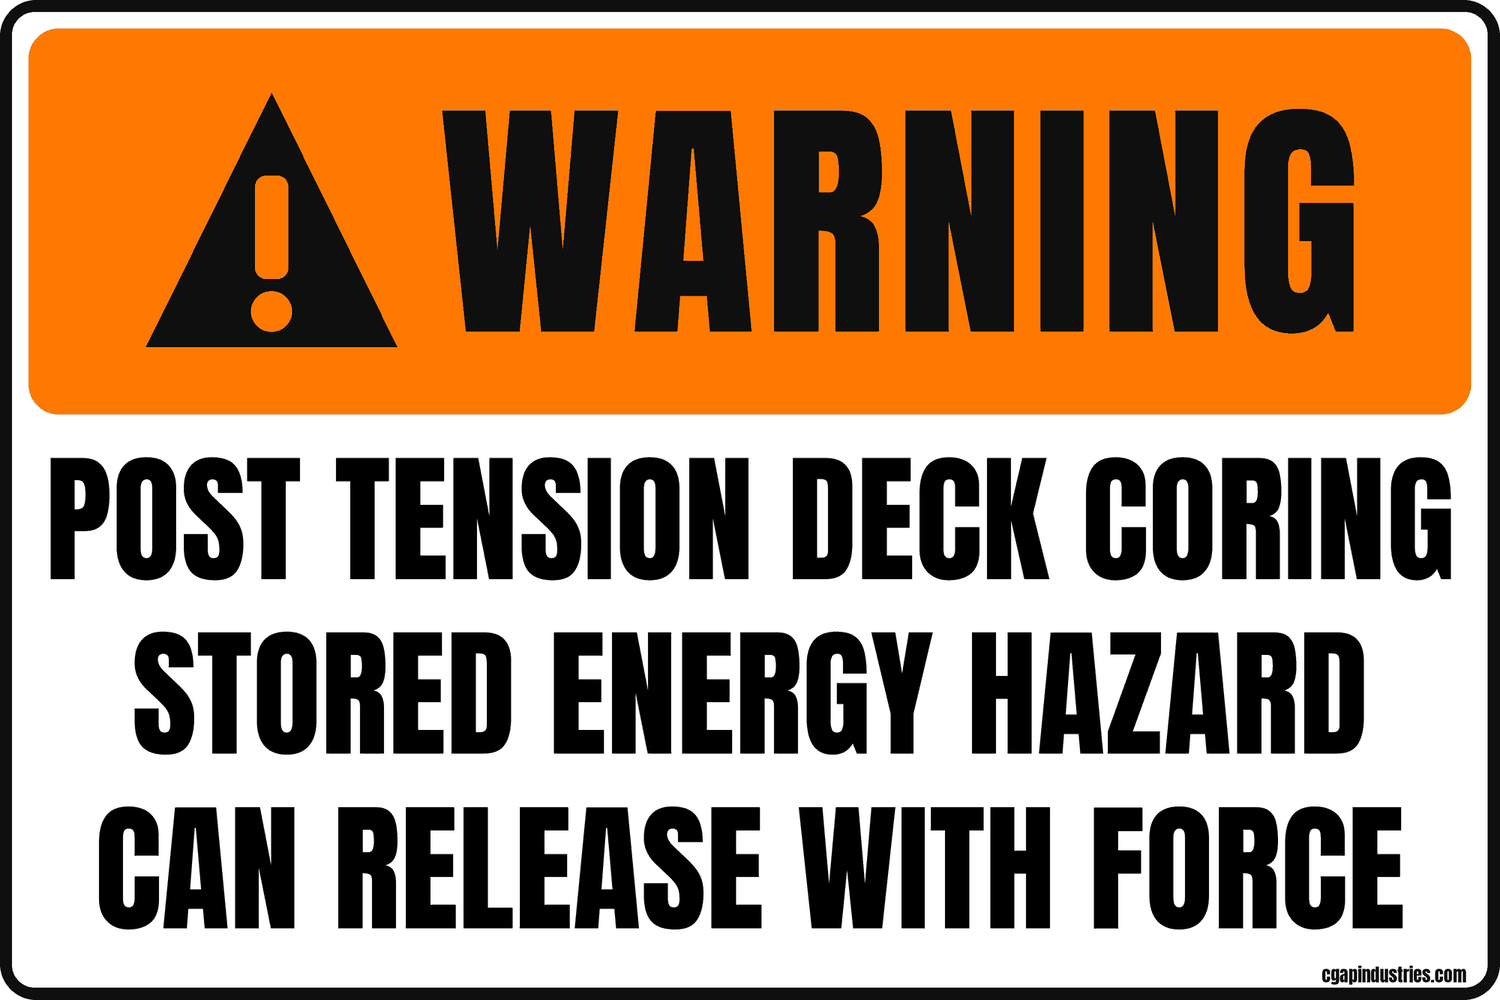 WARNING
POST TENSION DECK CORING
STORED ENERGY HAZARD
CAN RELEASE WITH FORCE
cgapindustries.com